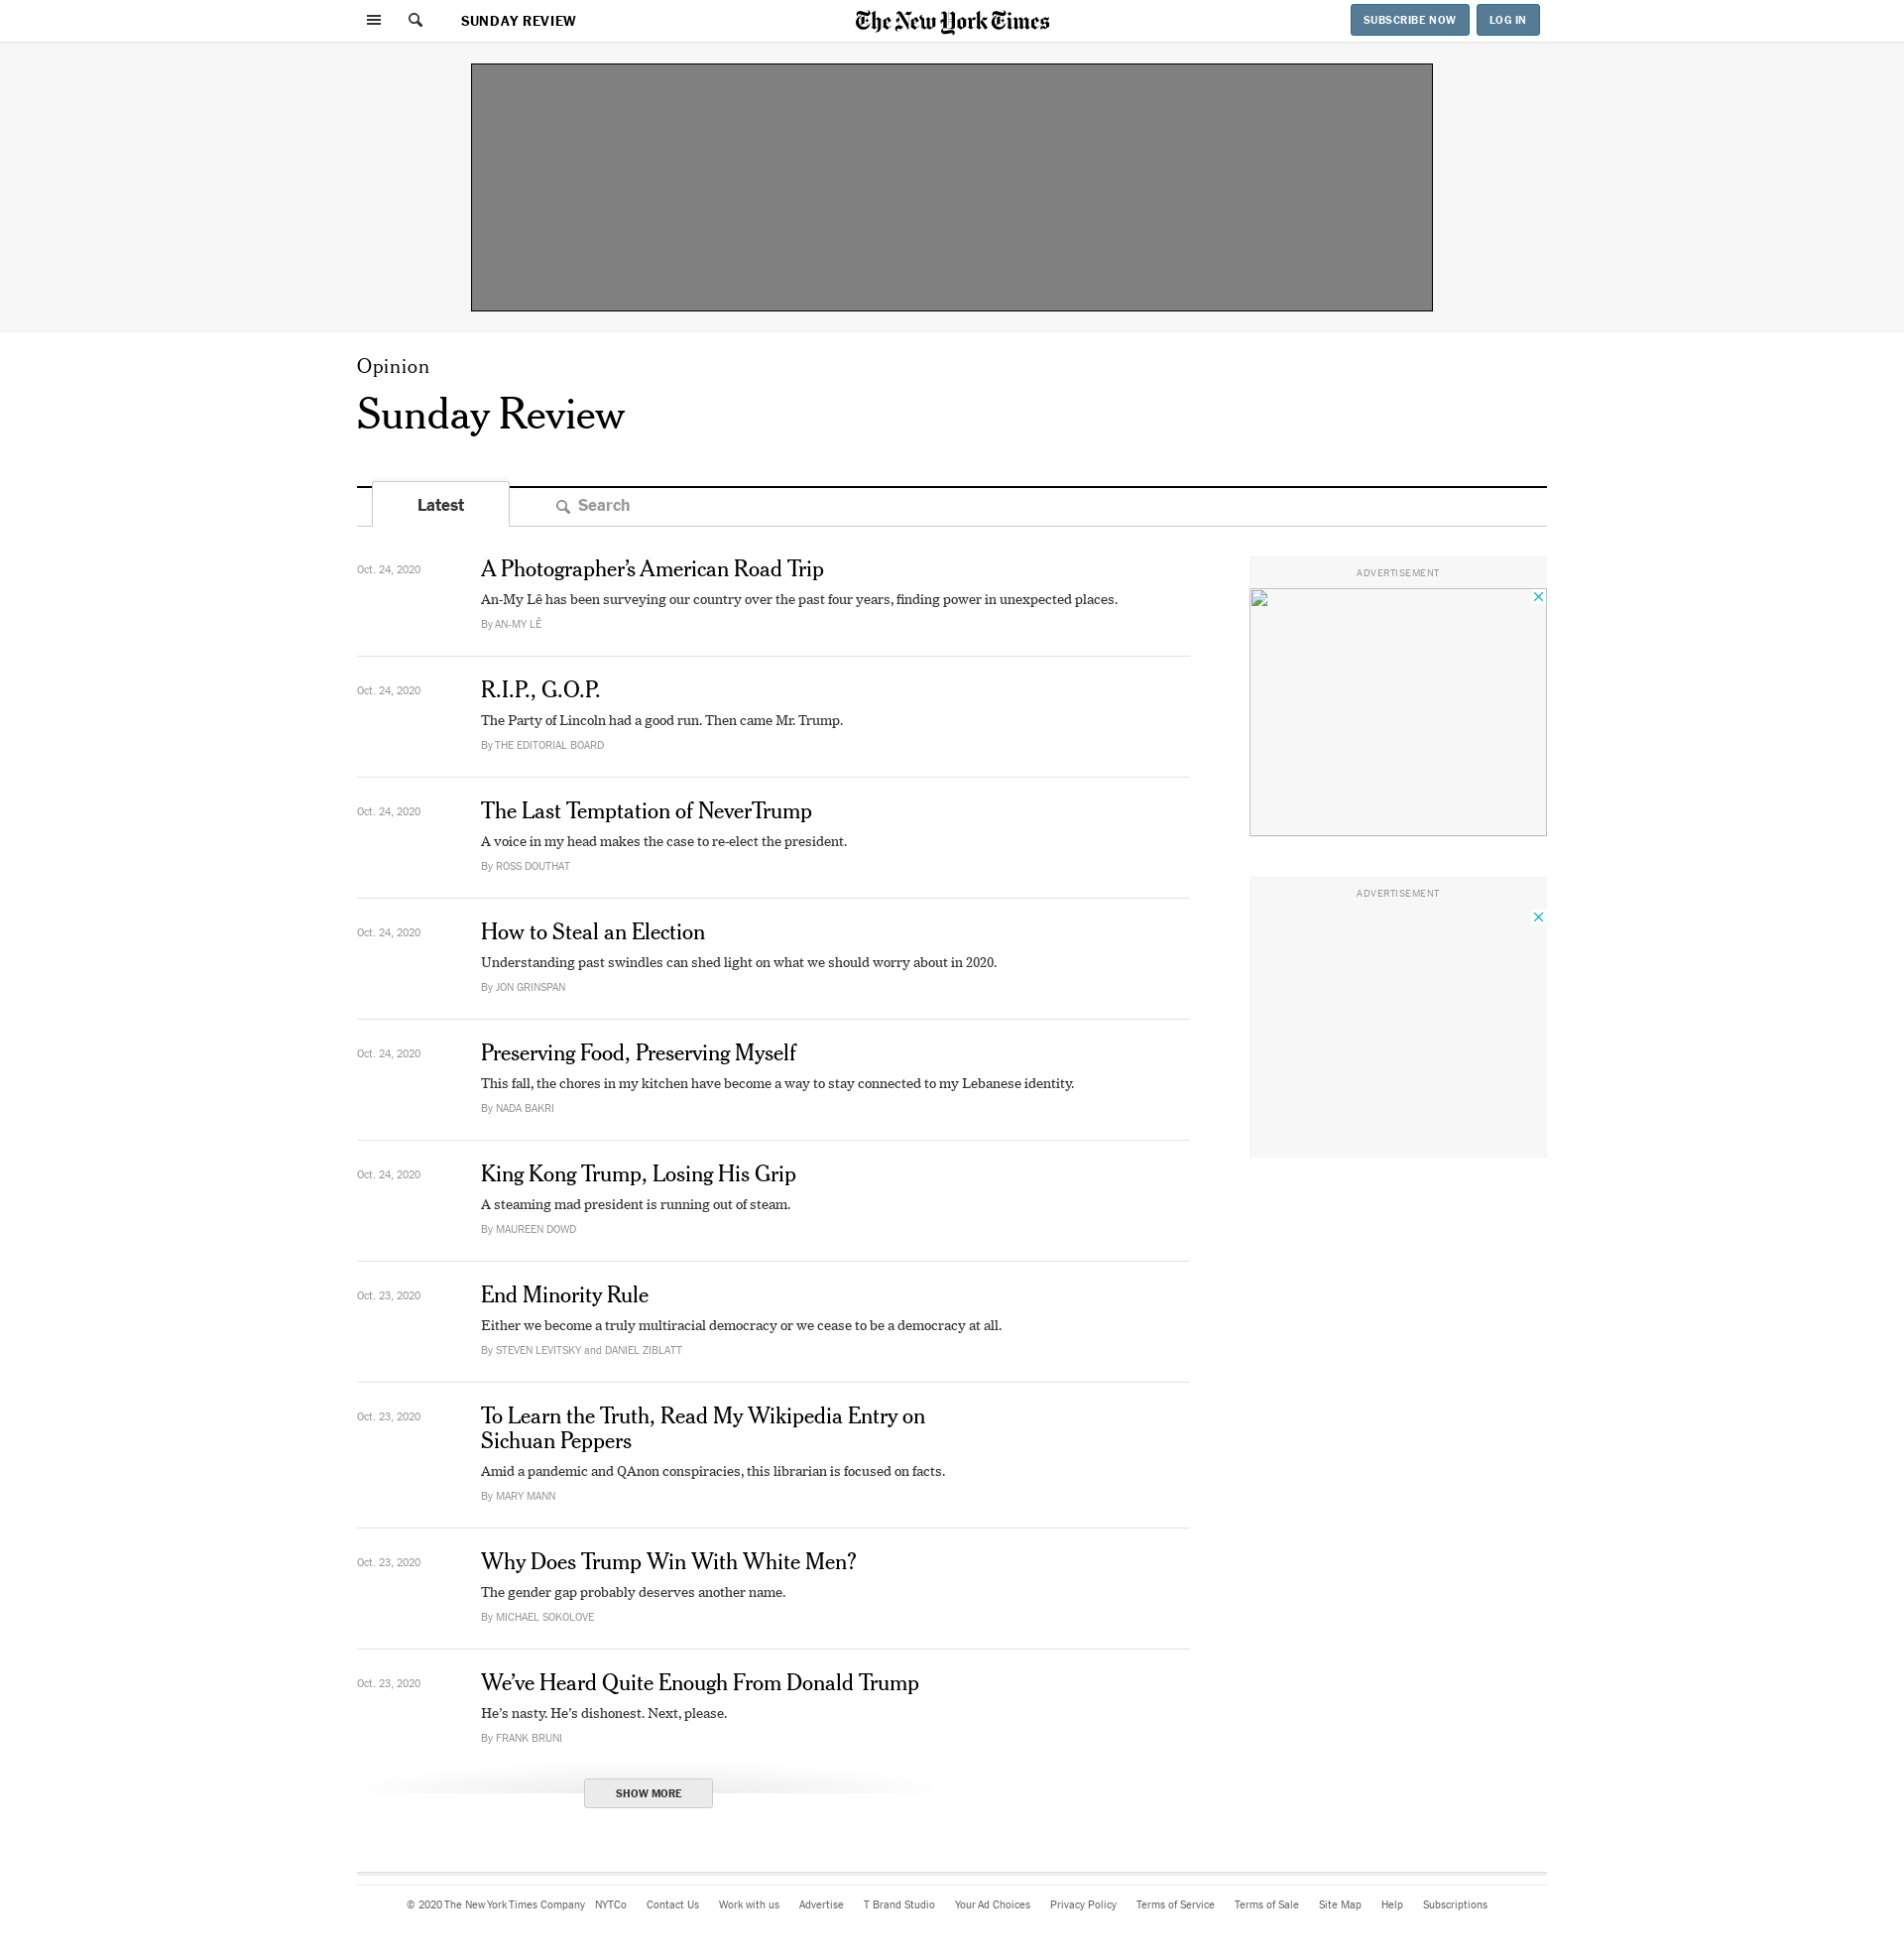 SUNDAY REVIEW
The New York Times
SUBSCRIBE NOW
LOG IN
Opinion
Sunday Review
Latest
Search
Oct. 24, 2020
A Photographer’s American Road Trip
An-My Lê has been surveying our country over the past four years, finding power in unexpected places.
By AN-MY LÊ
Oct. 24, 2020
R.I.P., G.O.P.
The Party of Lincoln had a good run. Then came Mr. Trump.
By THE EDITORIAL BOARD
Oct. 24, 2020
The Last Temptation of NeverTrump
A voice in my head makes the case to re-elect the president.
By ROSS DOUTHAT
Oct. 24, 2020
How to Steal an Election
Understanding past swindles can shed light on what we should worry about in 2020.
By JON GRINSPAN
Oct. 24, 2020
Preserving Food, Preserving Myself
This fall, the chores in my kitchen have become a way to stay connected to my Lebanese identity.
By NADA BAKRI
Oct. 24, 2020
King Kong Trump, Losing His Grip
A steaming mad president is running out of steam.
By MAUREEN DOWD
Oct. 23, 2020
End Minority Rule
Either we become a truly multiracial democracy or we cease to be a democracy at all.
By STEVEN LEVITSKY and DANIEL ZIBLATT
Oct. 23, 2020
To Learn the Truth, Read My Wikipedia Entry on
Sichuan Peppers
Amid a pandemic and QAnon conspiracies, this librarian is focused on facts.
By MARY MANN
Oct. 23, 2020
Why Does Trump Win With White Men?
The gender gap probably deserves another name.
By MICHAEL SOKOLOVE
Oct. 23, 2020
We’ve Heard Quite Enough From Donald Trump
He’s nasty. He’s dishonest. Next, please.
By FRANK BRUNI
SHOW MORE
ADVERTISEMENT
ADVERTISEMENT
© 2020 The New York Times Company NYTCo Contact Us Work with us Advertise T Brand Studio Your Ad Choices Privacy Policy Terms of Service Terms of Sale Site Map Help Subscriptions